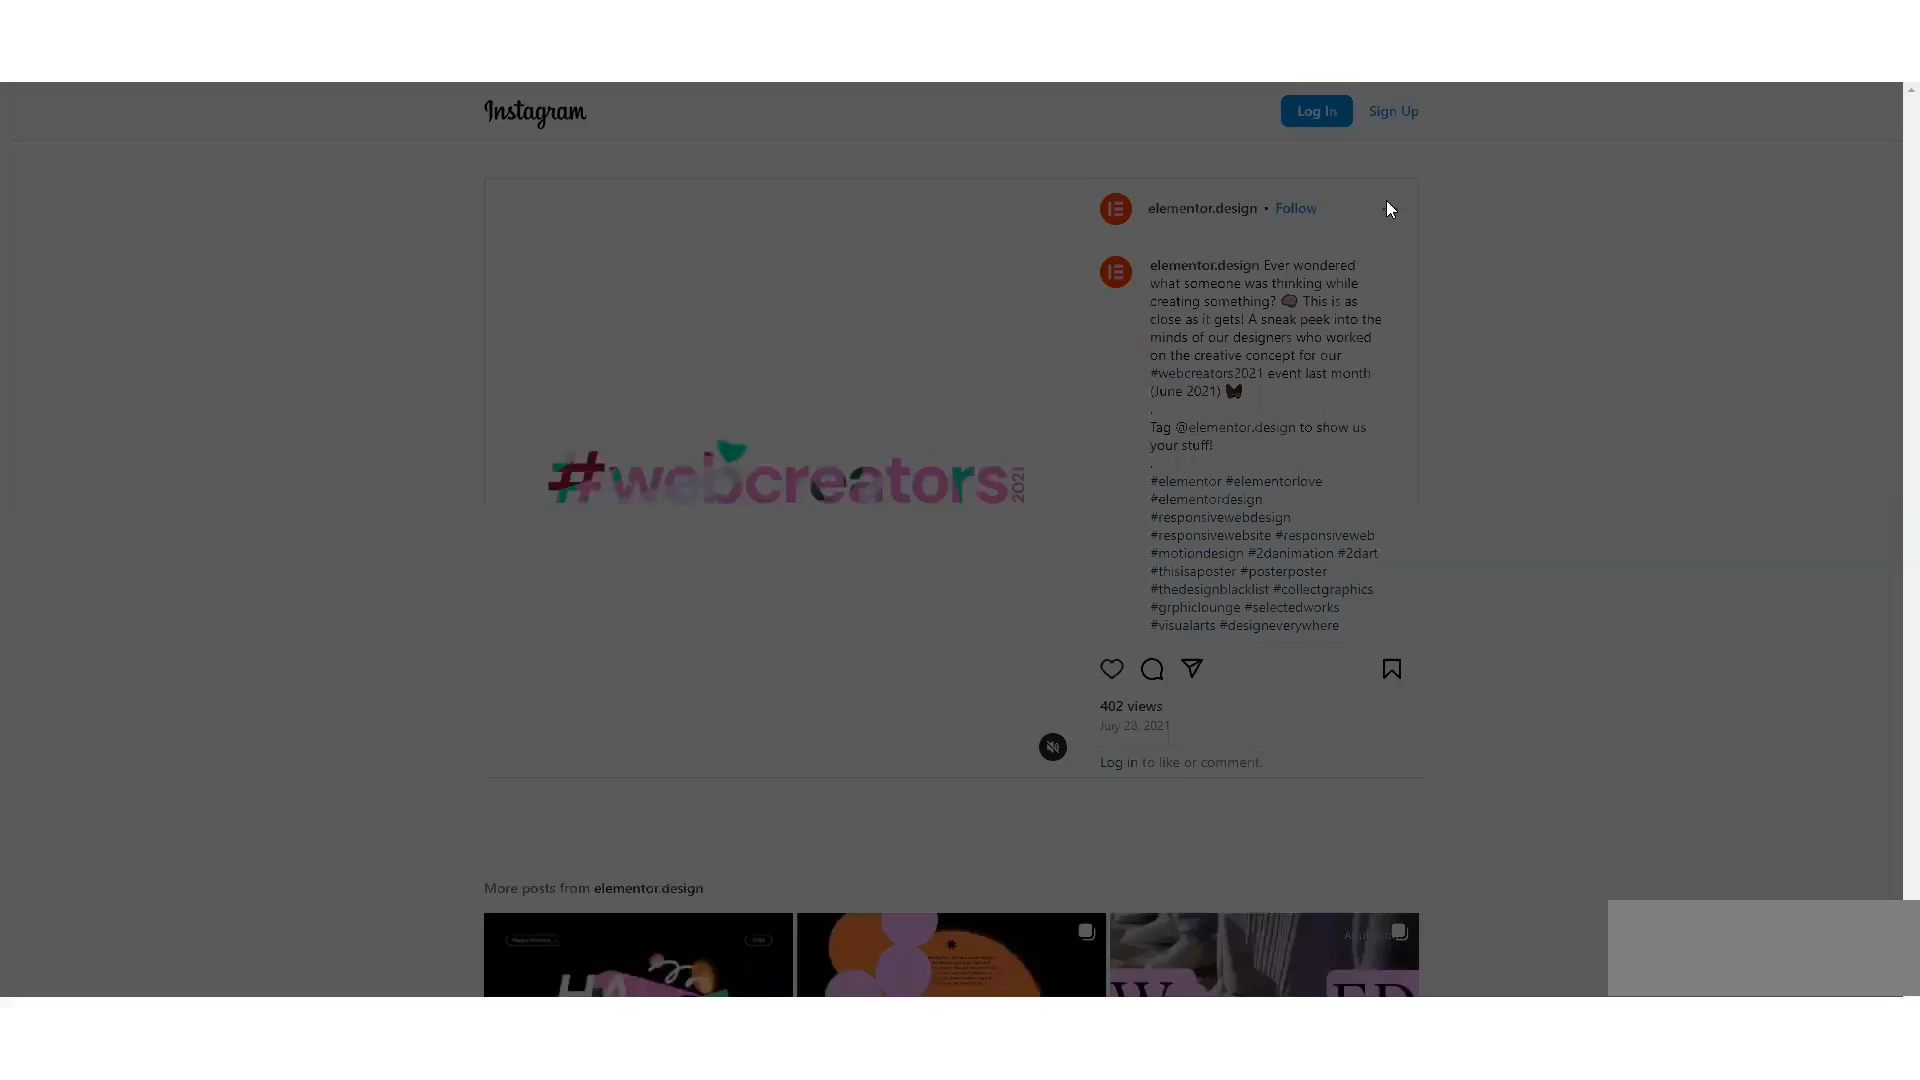 Instagram
Log In
Sign Up
elementor.design • Follow
elementor.design Ever wondered
what someone was thinking while
creating something? 🧠 This is as
close as it gets! A sneak peek into the
minds of our designers who worked
on the creative concept for our
#webcreators2021 event last month
(June 2021) 🦋
.
Tag @elementor.design to show us
your stuff!
.
#elementor #elementorlove
#elementordesign
#responsivewebdesign
#responsivewebsite #responsiveweb
#motiondesign #2danimation #2dart
#thisisaposter #posterposter
#thedesignblacklist #collectgraphics
#grphiclounge #selectedworks
#visualarts #designeverywhere
#webcreators 2021
402 views
July 28, 2021
Log in to like or comment.
More posts from elementor.design